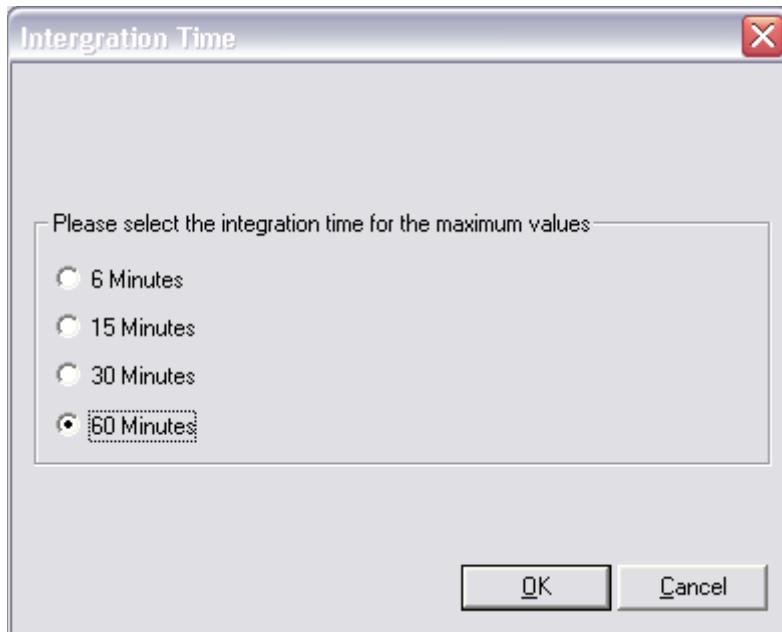 Intergration Time
Please select the integration time for the maximum values
6 Minutes
15 Minutes
30 Minutes
60 Minutes
OK Cancel